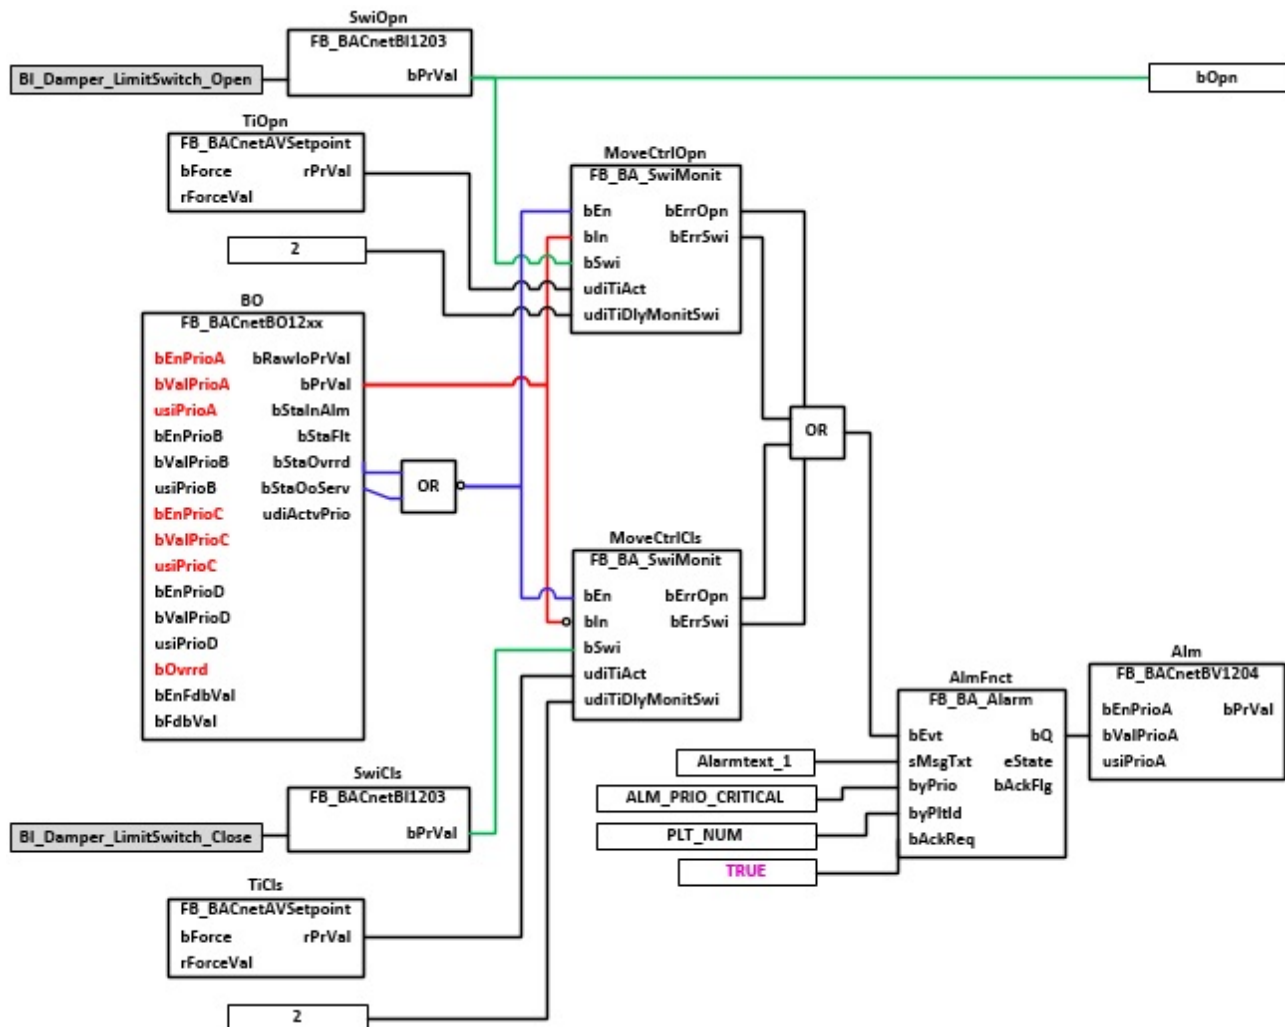 SwiOpn
FB_BACnetBI1203
bPrVal
BI_Damper_LimitSwitch_Open
bOpn
TiOpn
FB_BACnetAVSetpoint
bForce rPrVal
rForceVal
2
MoveCtrlOpn
FB_BA_SwiMonit
bEn bErrOpn
bIn bErrSwi
bSwi
udiTiAct
udiTiDlyMonitSwi
BO
FB_BACnetBO12xx
bEnPrioA bRawIoPrVal
bValPrioA bPrVal
usiPrioA bStaInAlm
bEnPrioB bStaFlt
bValPrioB bStaOvrrd
usiPrioB bStaOoServ
bEnPrioC udiActvPrio
bValPrioC
usiPrioC
bEnPrioD
bValPrioD
usiPrioD
bOvrrd
bEnFdbVal
bFdbVal
OR
OR
MoveCtrlCls
FB_BA_SwiMonit
bEn bErrOpn
bIn bErrSwi
bSwi
udiTiAct
udiTiDlyMonitSwi
SwiCls
FB_BACnetBI1203
bPrVal
BI_Damper_LimitSwitch_Close
TiCls
FB_BACnetAVSetpoint
bForce rPrVal
rForceVal
2
Alarmtext_1
ALM_PRIO_CRITICAL
PLT_NUM
TRUE
AlmFnct
FB_BA_Alarm
bEvt bQ
sMsgTxt eState
byPrio bAckFlg
byPltId
bAckReq
Alm
FB_BACnetBV1204
bEnPrioA bPrVal
bValPrioA
usiPrioA